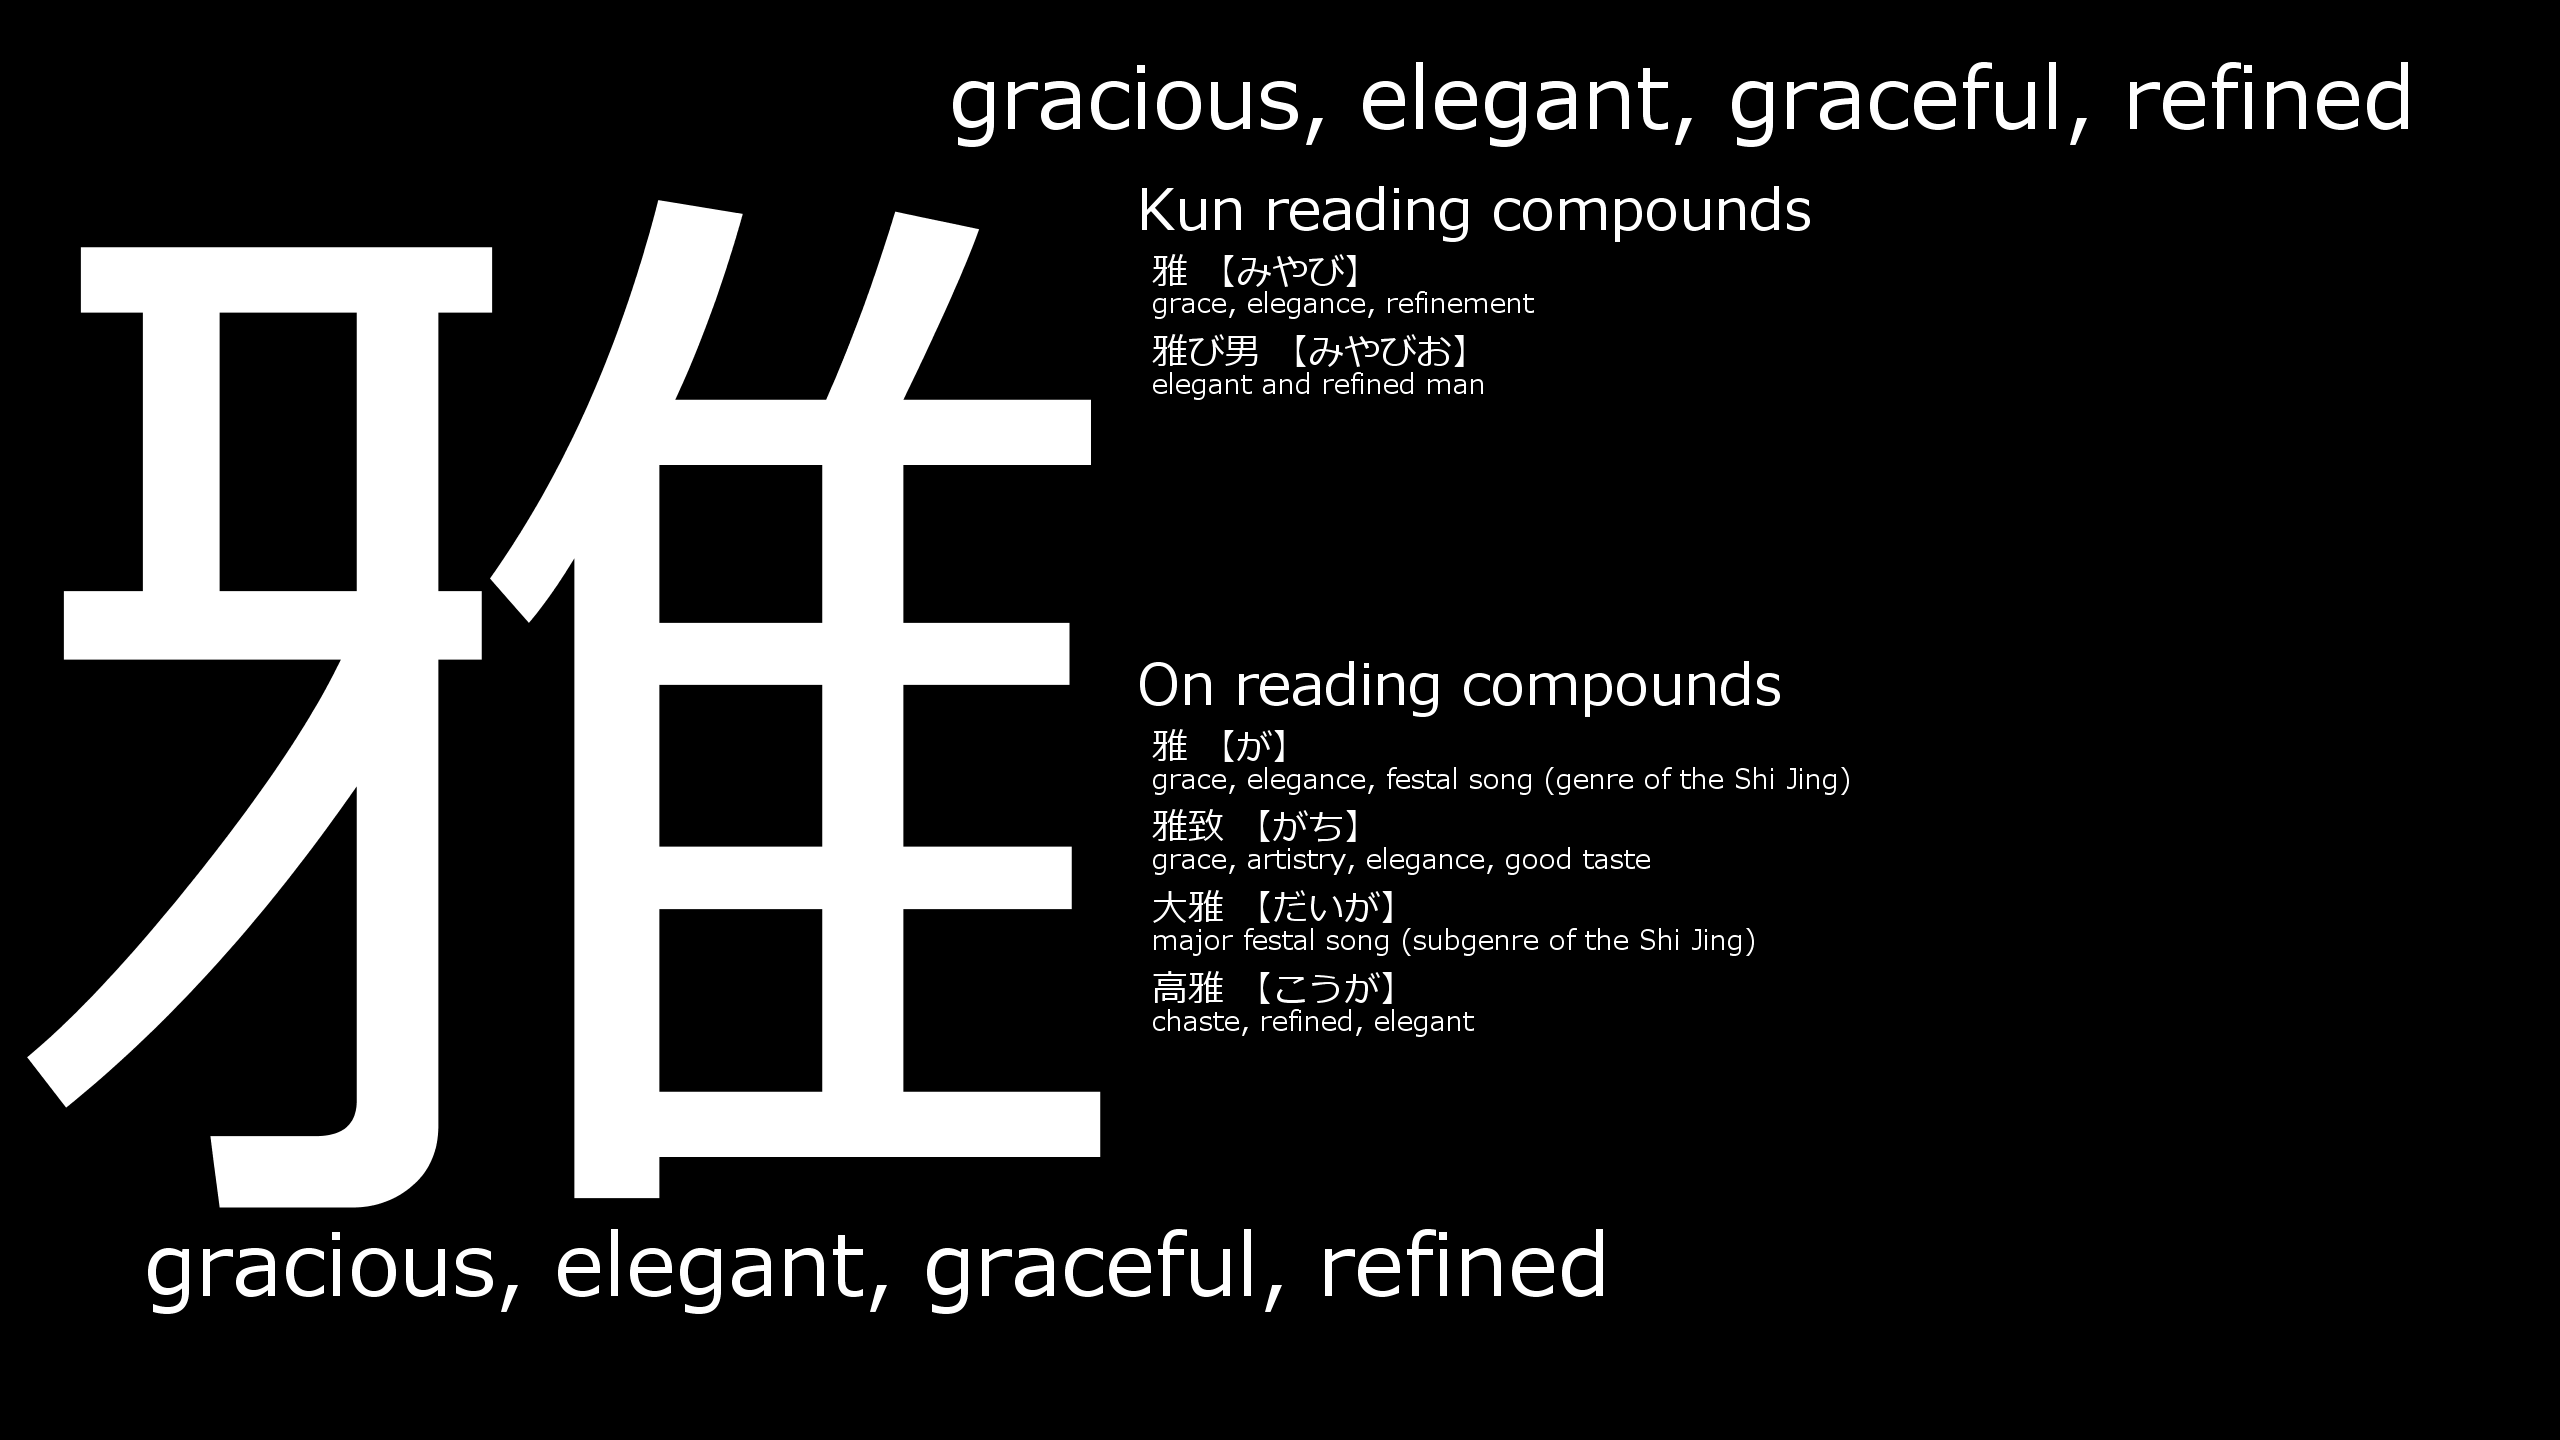 gracious, elegant, graceful, refined
雅
Kun reading compounds
雅 【みやび】
grace, elegance, refinement
雅び男 【みやびお】
elegant and refined man
On reading compounds
雅 【が】
grace, elegance, festal song (genre of the Shi Jing)
雅致 【がち】
grace, artistry, elegance, good taste
大雅 【だいが】
major festal song (subgenre of the Shi Jing)
高雅 【こうが】
chaste, refined, elegant
gracious, elegant, graceful, refined